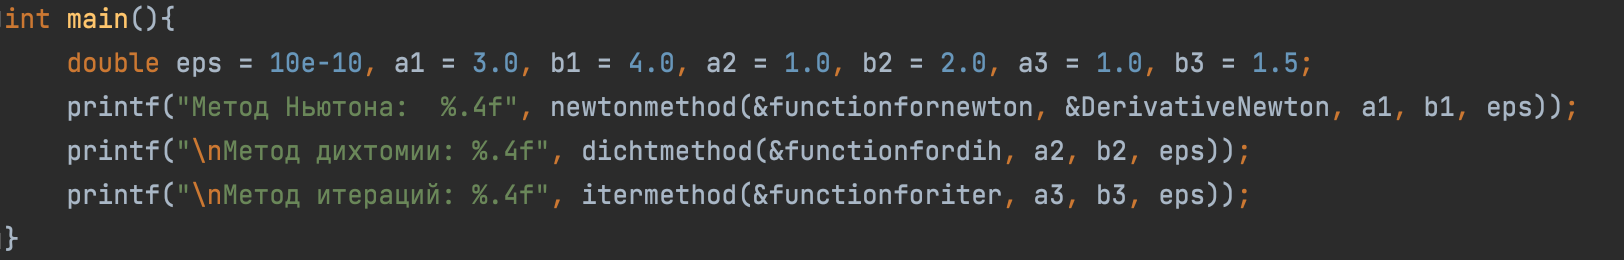 int main(){
    double eps = 10e-10, a1 = 3.0, b1 = 4.0, a2 = 1.0, b2 = 2.0, a3 = 1.0, b3 = 1.5;
    printf("Метод Ньютона:  %.4f", newtonmethod(&functionfornewton, &DerivativeNewton, a1, b1, eps));
    printf("\nМетод дихтомии: %.4f", dichtmethod(&functionfordih, a2, b2, eps));
    printf("\nМетод итераций: %.4f", itermethod(&functionforiter, a3, b3, eps));
}